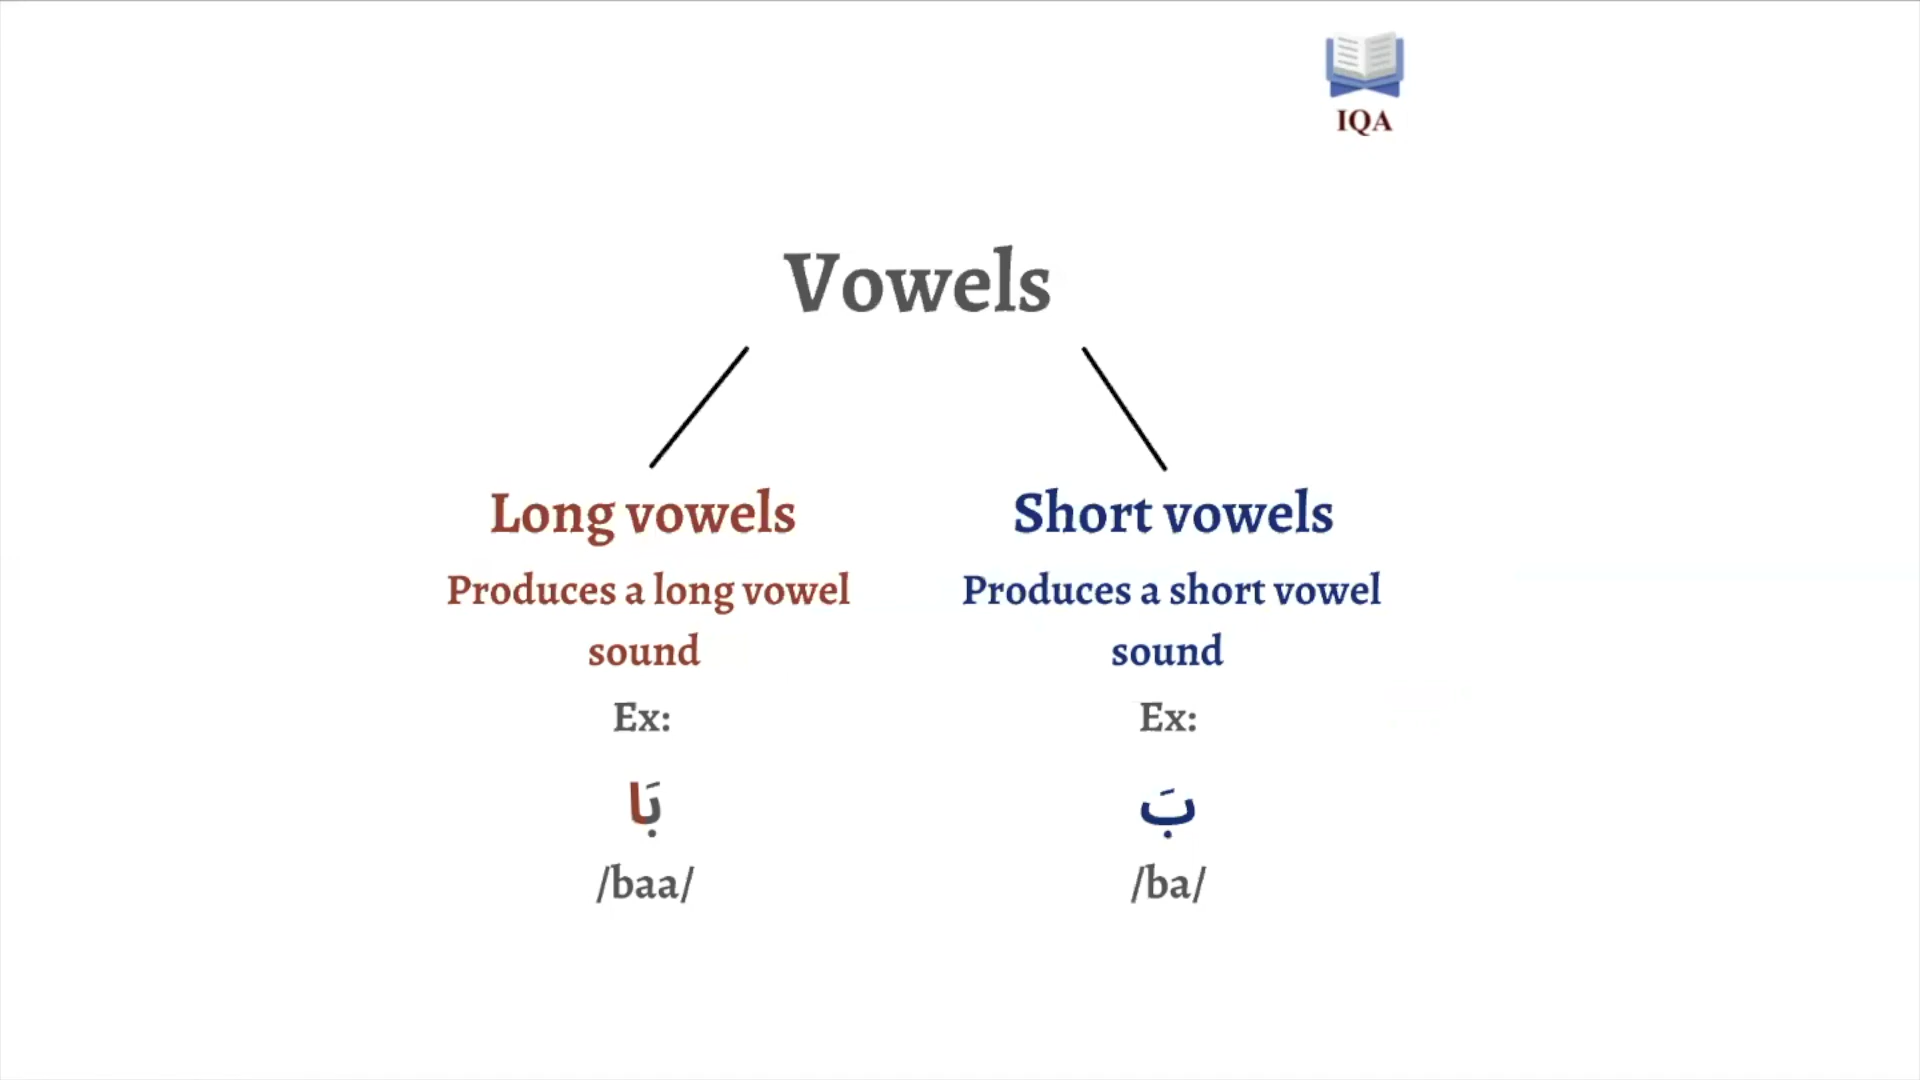 IQA
Vowels
Long vowels
Produces a long vowel
sound
Ex:
بَا
/baa/
Short vowels
Produces a short vowel
sound
Ex:
بَ
/ba/